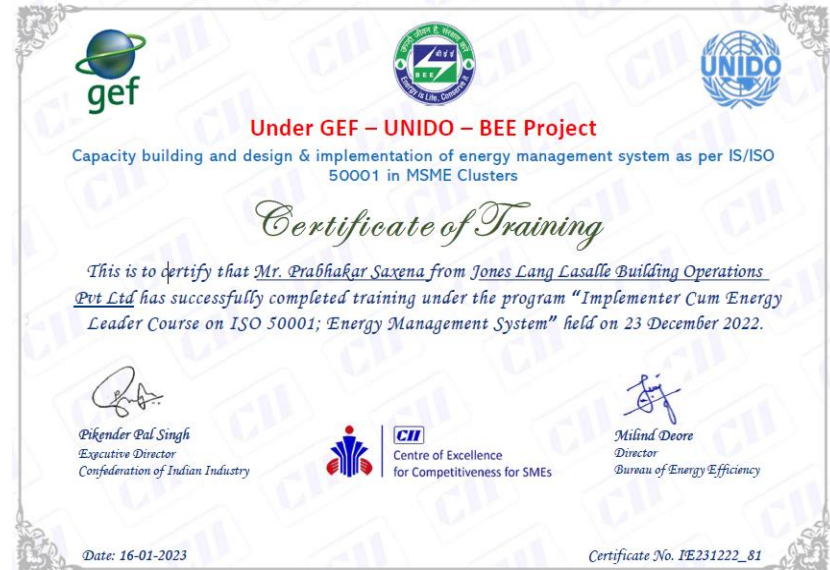 gef
बी ई ई
BEE
Energy is Life, Conserve it
UNIDO
Under GEF – UNIDO – BEE Project
Capacity building and design & implementation of energy management system as per IS/ISO
50001 in MSME Clusters
Certificate of Training
This is to certify that Mr. Prabhakar Saxena from Jones Lang Lasalle Building Operations
Pvt Ltd has successfully completed training under the program “Implementer Cum Energy
Leader Course on ISO 50001; Energy Management System” held on 23 December 2022.
Pikender Pal Singh
Executive Director
Confederation of Indian Industry
CII
Centre of Excellence
for Competitiveness for SMEs
Milind Deore
Director
Bureau of Energy Efficiency
Date: 16-01-2023
Certificate No. IE231222_81